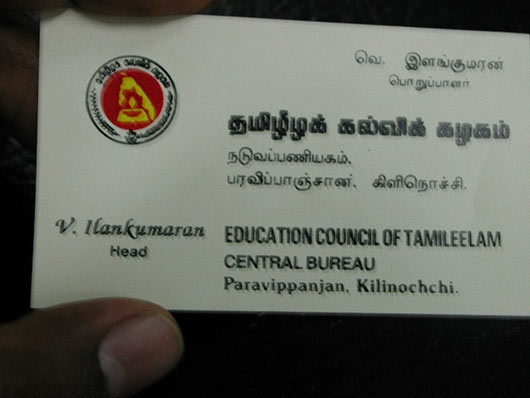 வெ. இளங்குமரன்
பொறுப்பாளர்
தமிழீழக் கல்விக் கழகம்
நடுவப்பணியகம்,
பரவிப்பாஞ்சான், கிளிநொச்சி.
V. Ilankumaran
Head
EDUCATION COUNCIL OF TAMILEELAM
CENTRAL BUREAU
Paravippanjan, Kilinochchi.